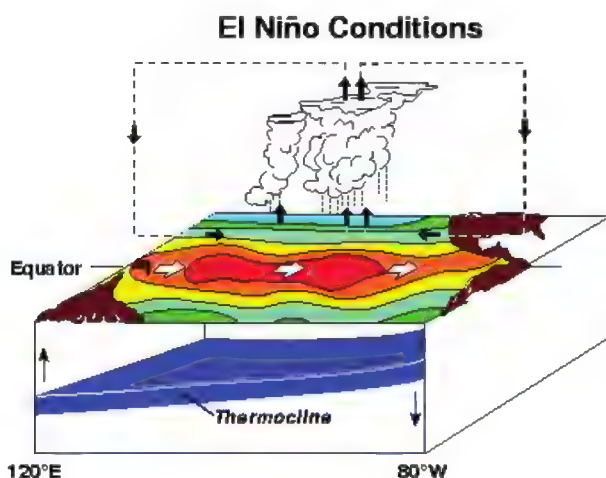 El Niño Conditions
Equator
Thermocline
120°E
80°W